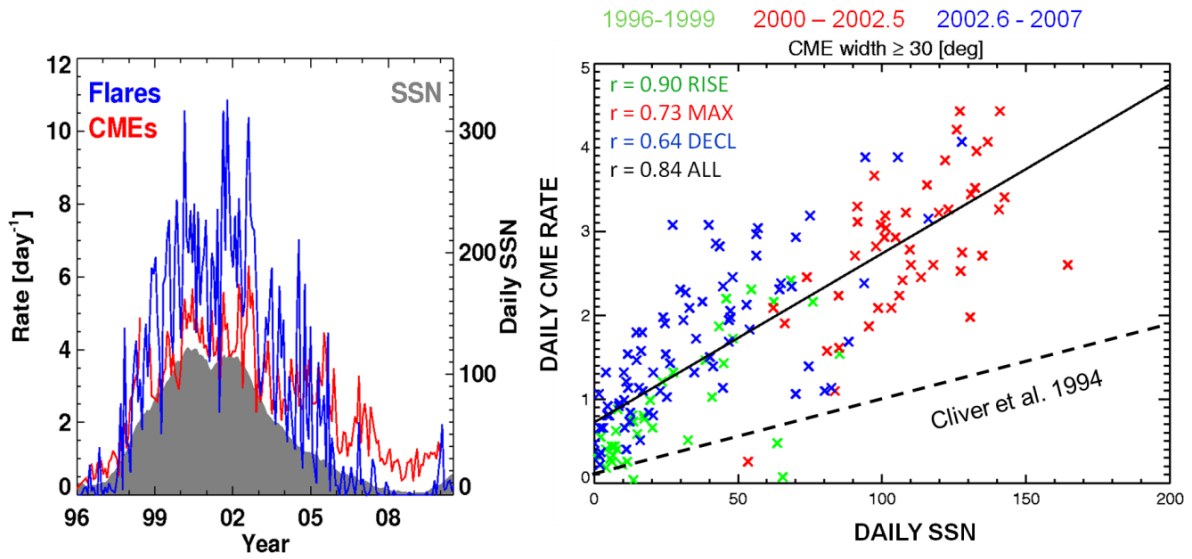 12
10
8
6
4
2
0
Rate [day⁻¹]
Flares
CMEs
SSN
300
200
100
0
Daily SSN
96 99 02 05 08
Year
1996-1999 2000 – 2002.5 2002.6 - 2007
CME width ≥ 30 [deg]
5
4
3
2
1
0
DAILY CME RATE
r = 0.90 RISE
r = 0.73 MAX
r = 0.64 DECL
r = 0.84 ALL
Cliver et al. 1994
0 50 100 150 200
DAILY SSN